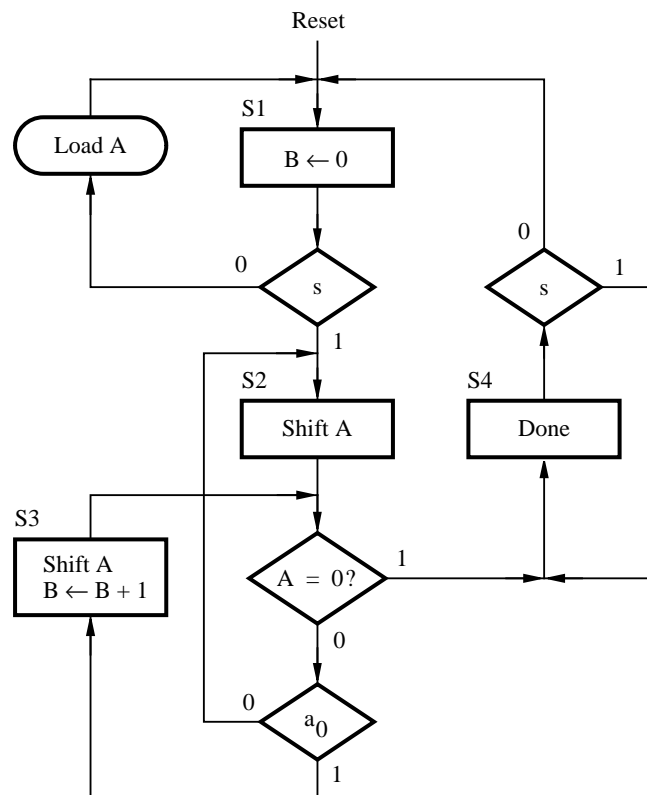 Reset
S1
Load A
B ← 0
0
0
1
s
s
1
S2
S4
Shift A
Done
S3
Shift A
B ← B + 1
1
A = 0?
0
0
a0
1